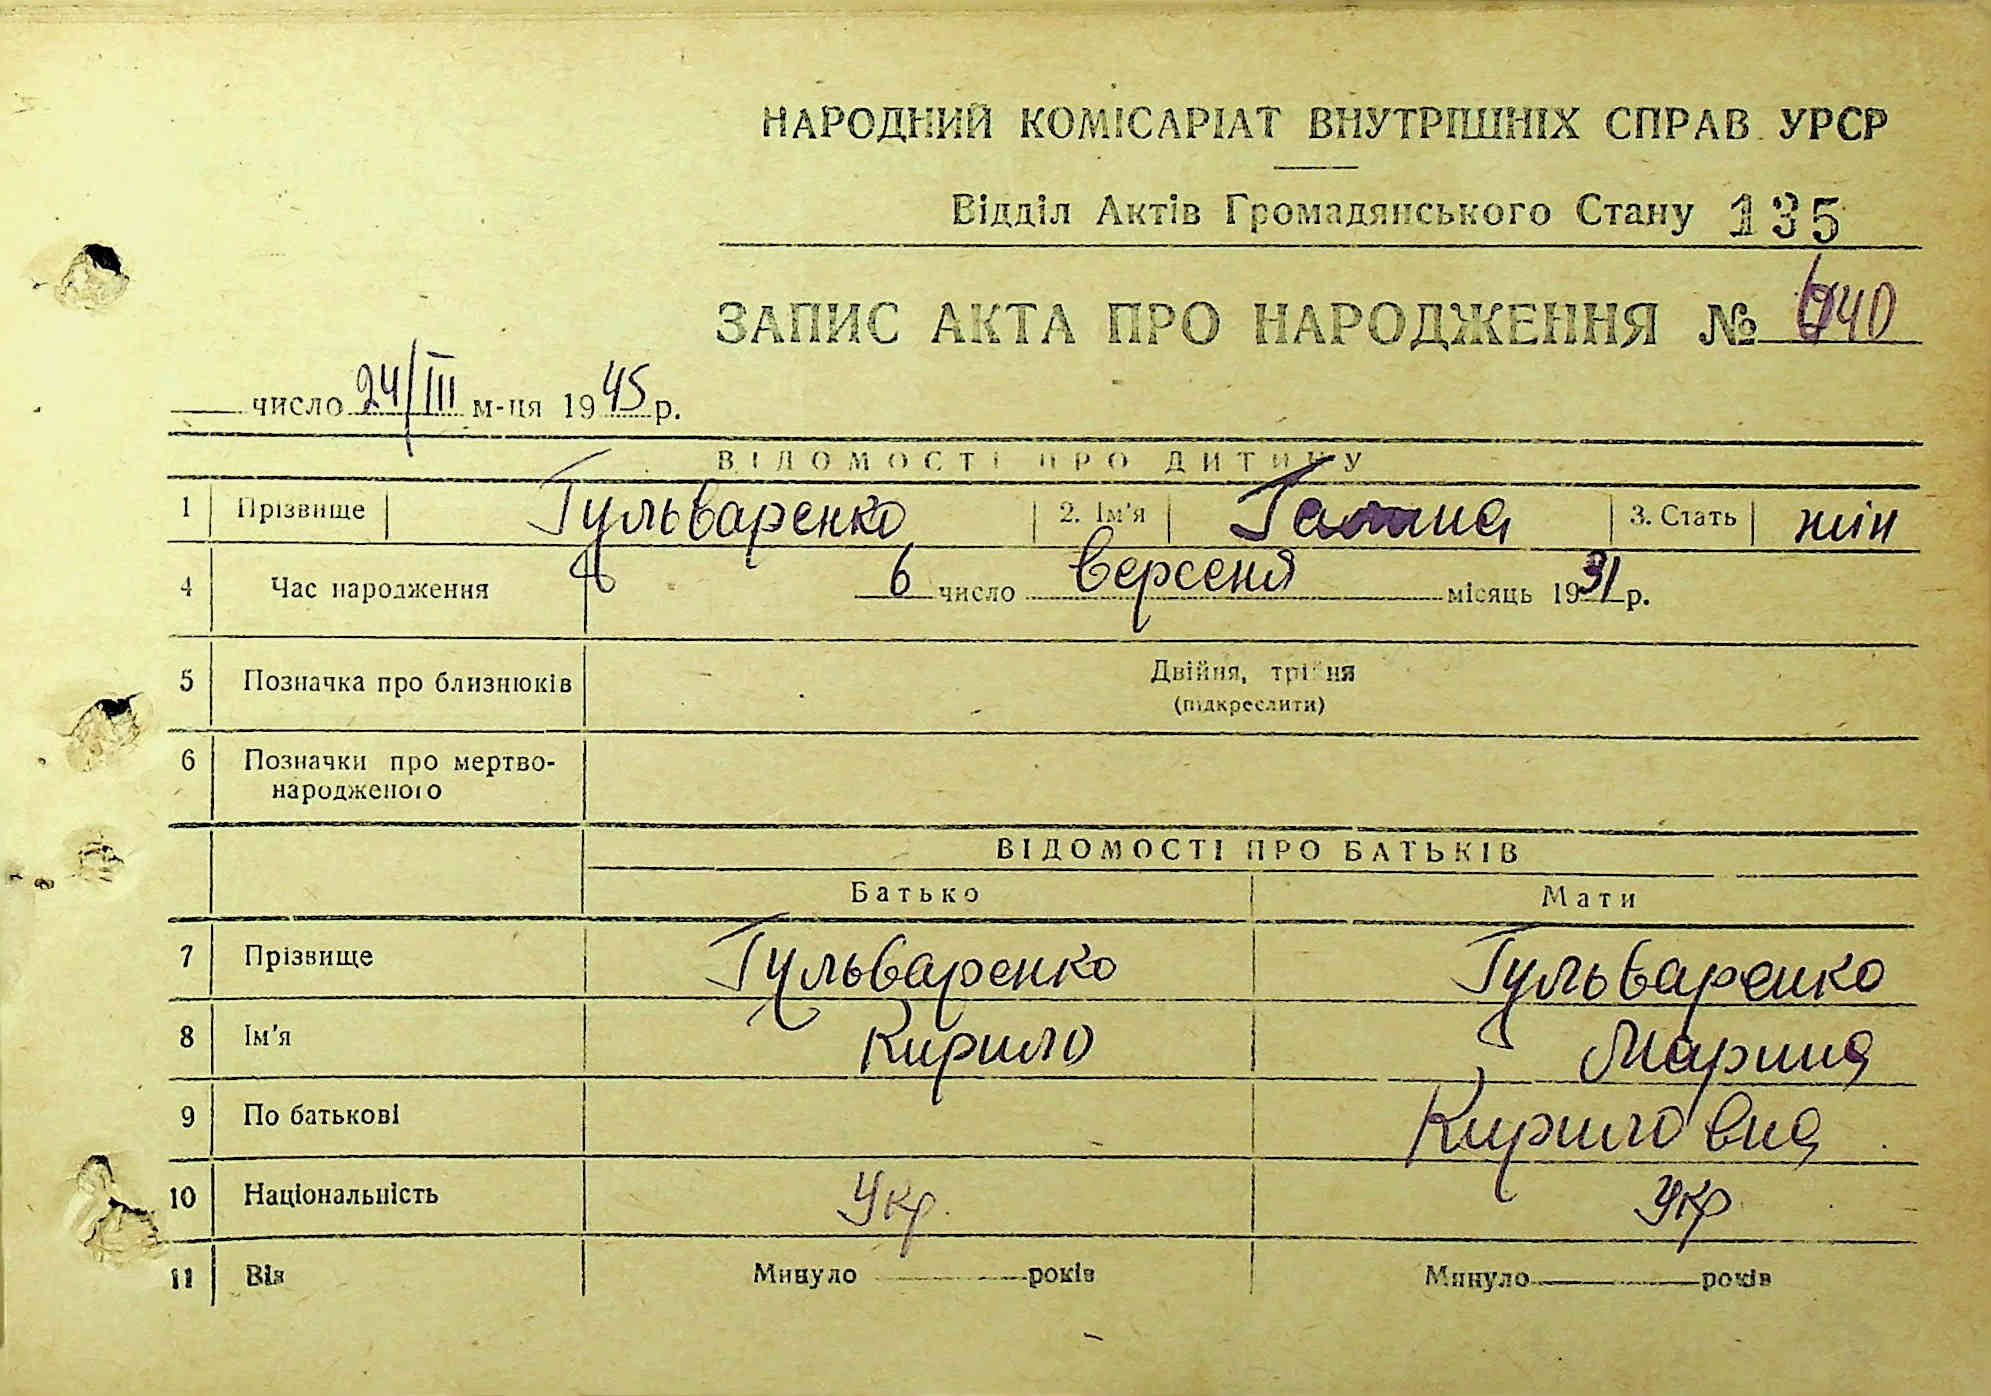 НАРОДНИЙ КОМІСАРІАТ ВНУТРІШНІХ СПРАВ УРСР
Відділ Актів Громадянського Стану 135
ЗАПИС АКТА ПРО НАРОДЖЕННЯ № 640
число 24/III м-ця 1945 р.
ВІДОМОСТІ ПРО ДИТИНУ
1 Прізвище Гульваренко 2. Ім'я Галина 3. Стать жін
4 Час народження 6 число версеня місяць 1931 р.
5 Позначка про близнюків Двійня, трійня
(підкреслити)
6 Позначки про мертво-
народженого
ВІДОМОСТІ ПРО БАТЬКІВ
Батько Мати
7 Прізвище Гульваренко Гульваренко
8 Ім'я Кирило Марина
9 По батькові Кириловна
10 Національність Укр. Укр.
11 Вік Минуло років Минуло років